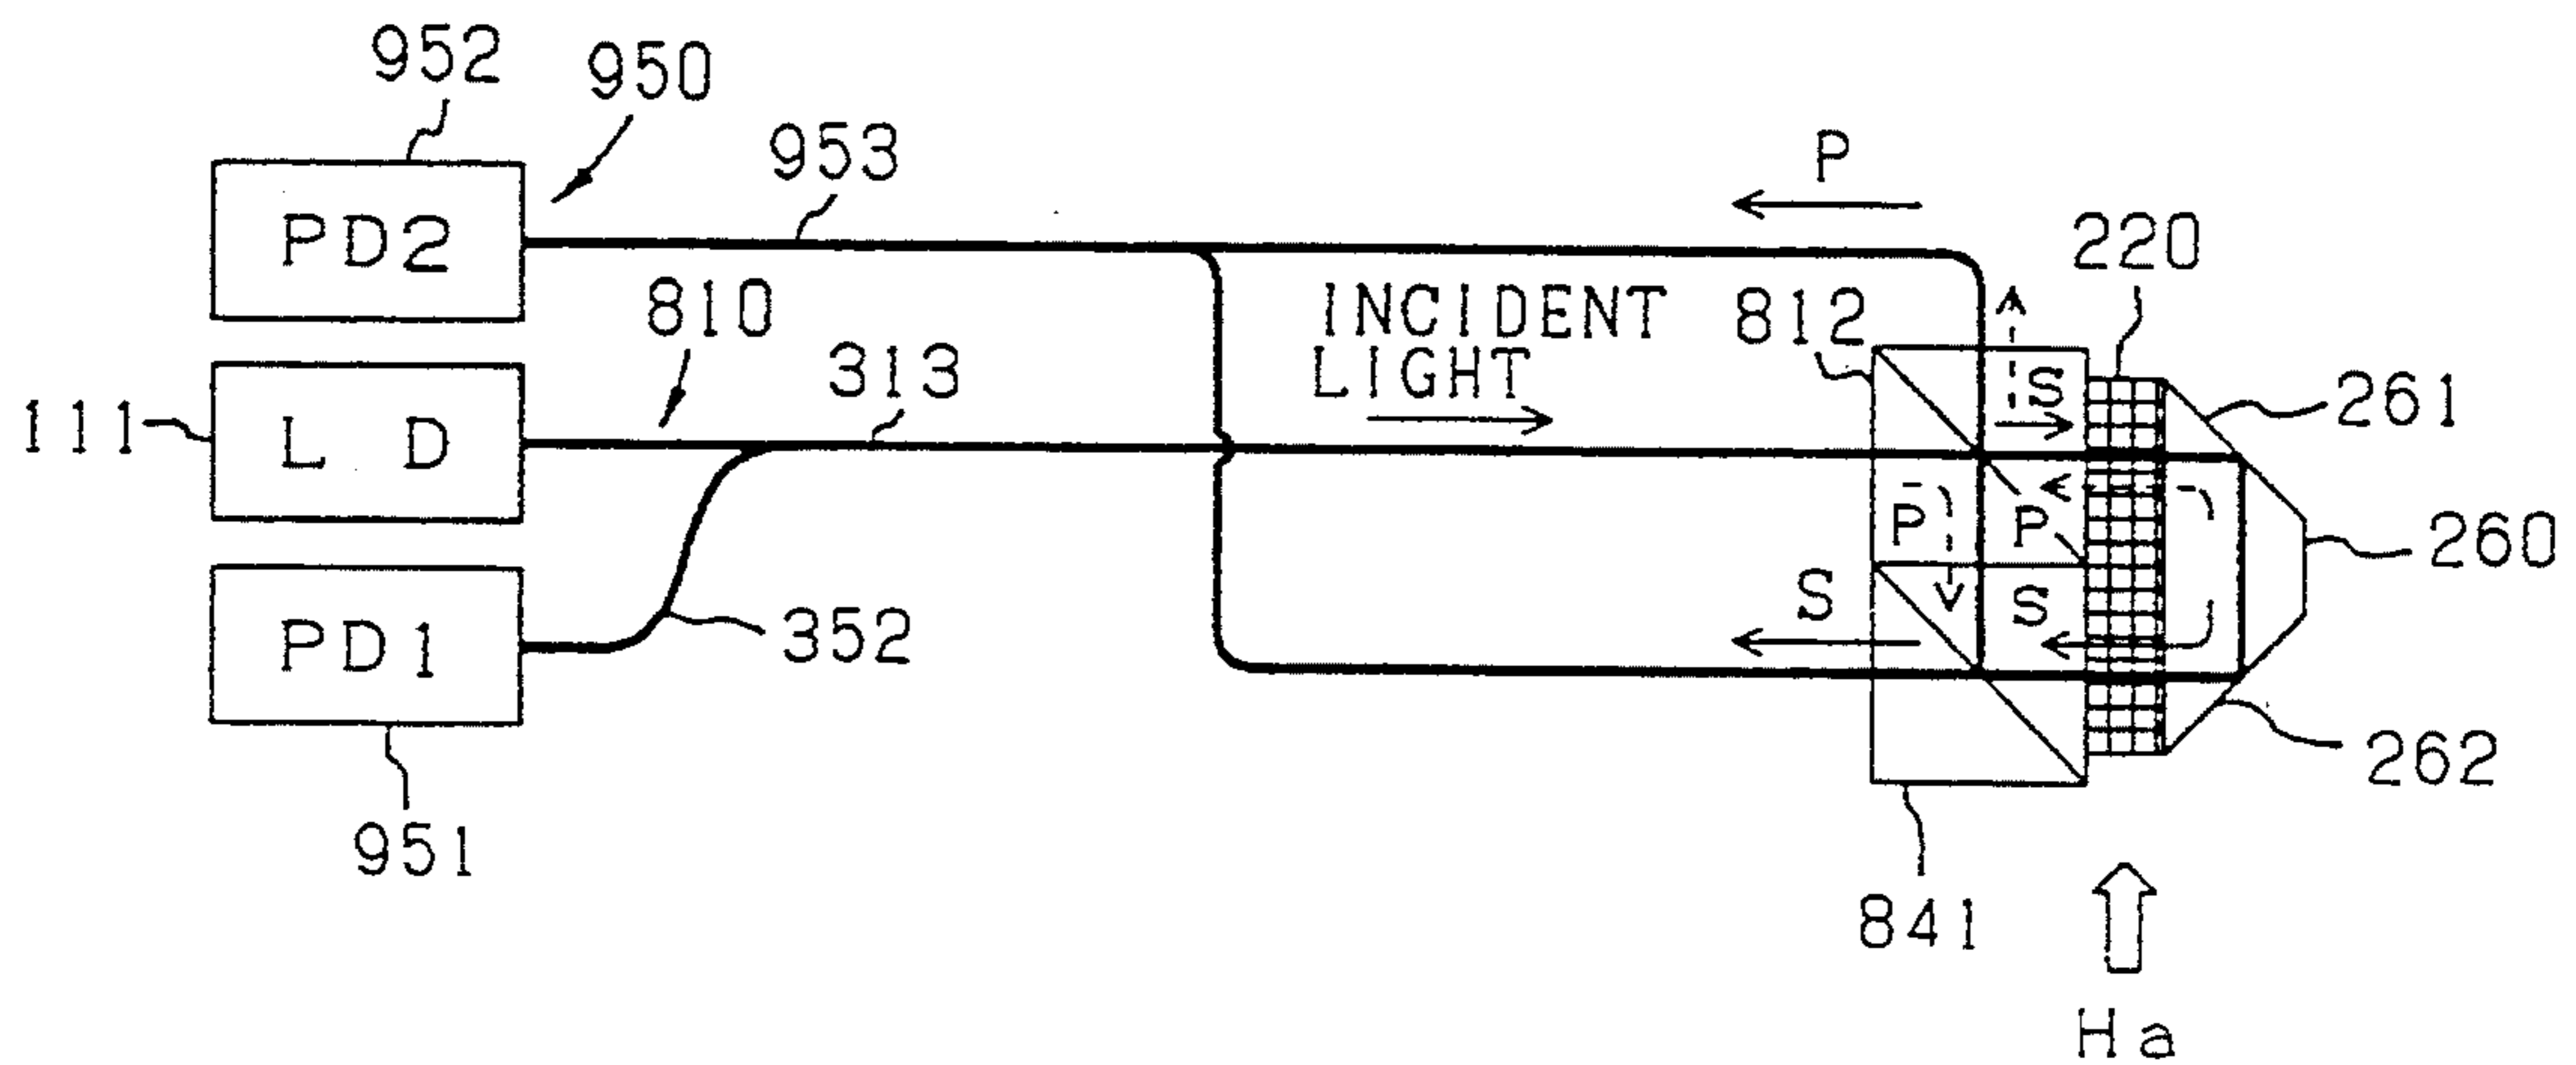 952
950
953
P
PD2
220
810
INCIDENT
LIGHT
812
313
S
261
111
L D
P
P
260
S
S
PD1
352
262
951
841
Ha